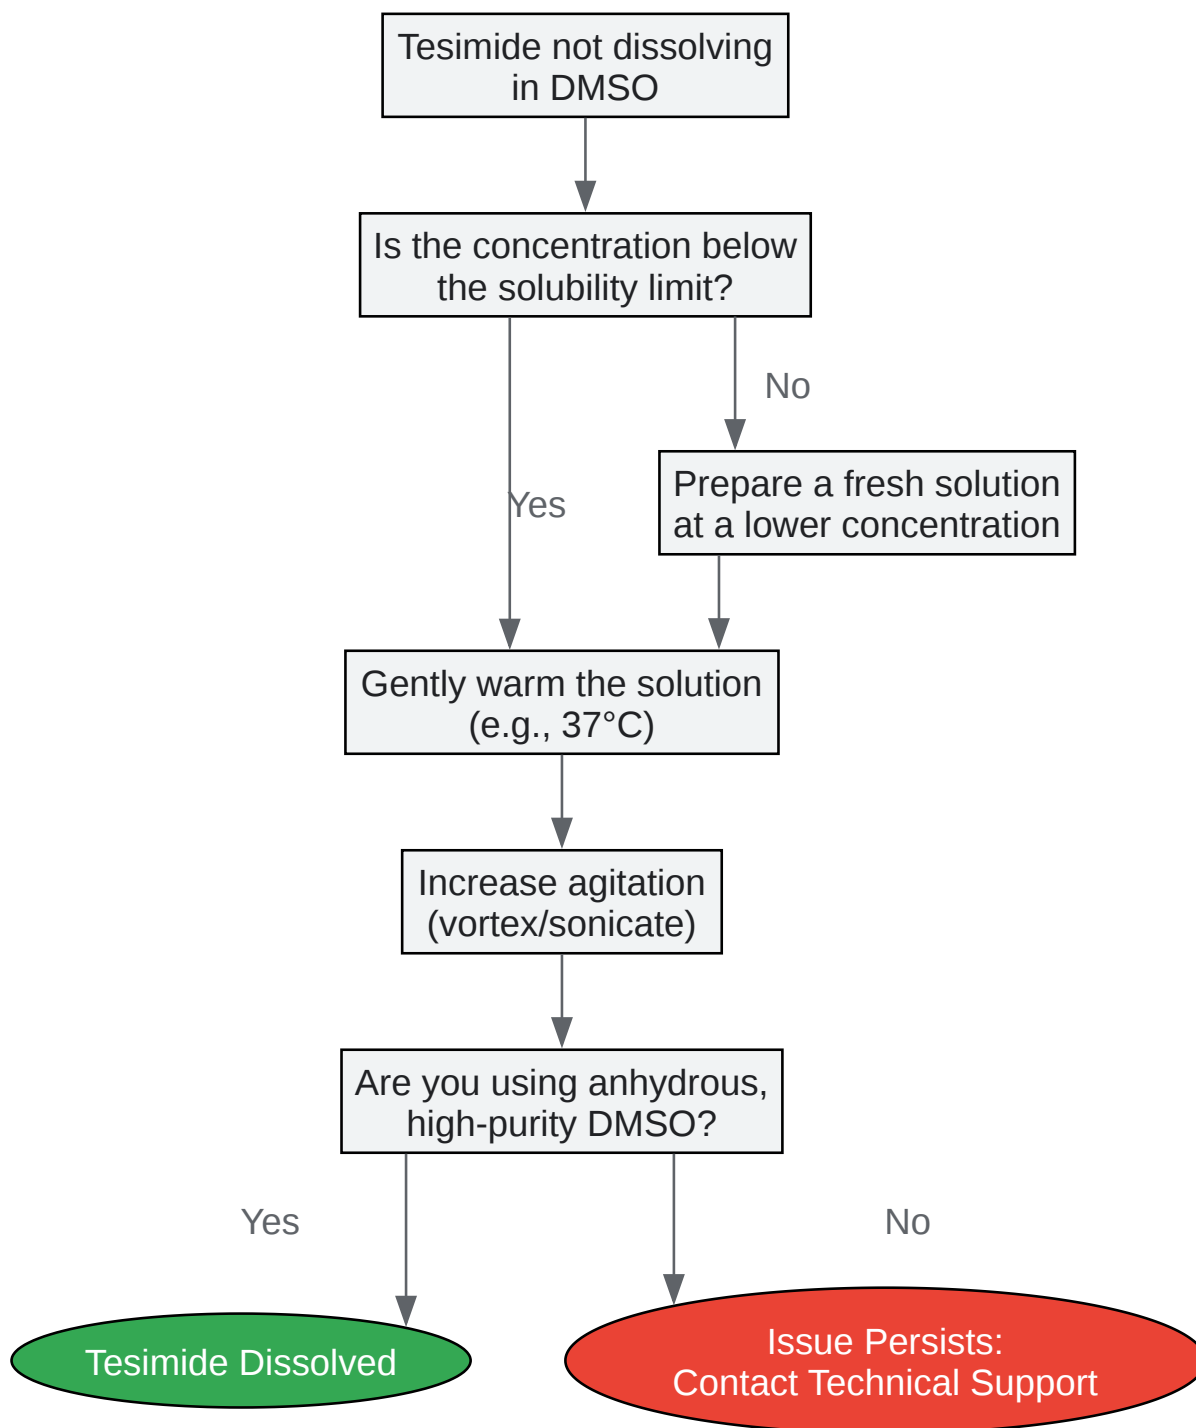 Tesimide not dissolving
in DMSO
Is the concentration below
the solubility limit?
No
Prepare a fresh solution
at a lower concentration
Yes
Gently warm the solution
(e.g., 37°C)
Increase agitation
(vortex/sonicate)
Are you using anhydrous,
high-purity DMSO?
Yes
No
Tesimide Dissolved
Issue Persists:
Contact Technical Support